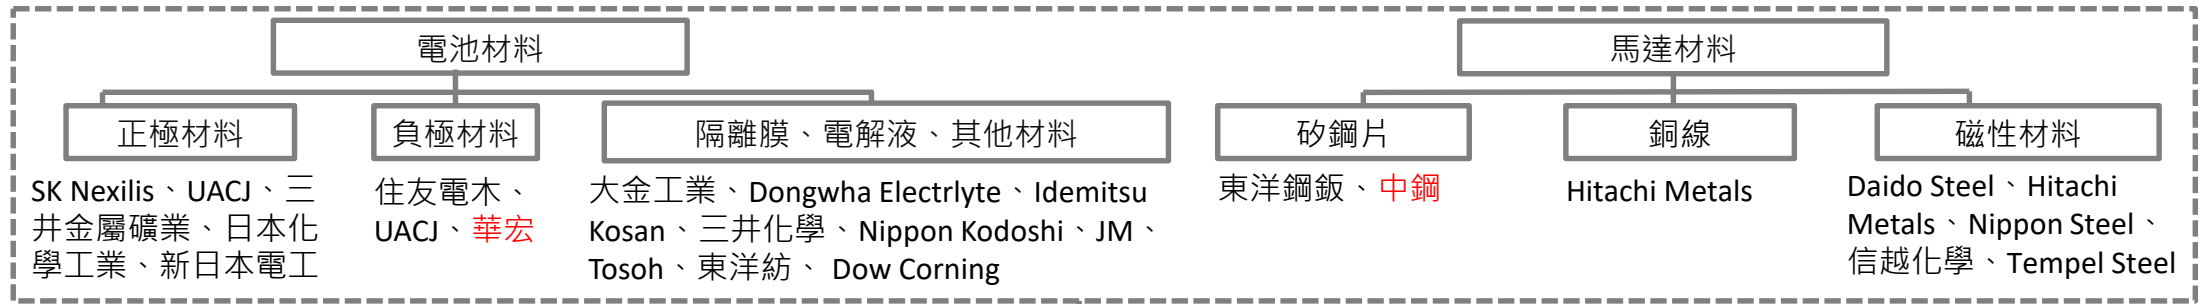 電池材料
馬達材料
正極材料
負極材料
隔離膜、電解液、其他材料
矽鋼片
銅線
磁性材料
SK Nexilis、UACJ、三
井金屬礦業、日本化
學工業、新日本電工
住友電木、
UACJ、華宏
大金工業、Dongwha Electrlyte、Idemitsu
Kosan、三井化學、Nippon Kodoshi、JM、
Tosoh、東洋紡、 Dow Corning
東洋鋼鈑、中鋼
Hitachi Metals
Daido Steel、Hitachi
Metals、Nippon Steel、
信越化學、Tempel Steel